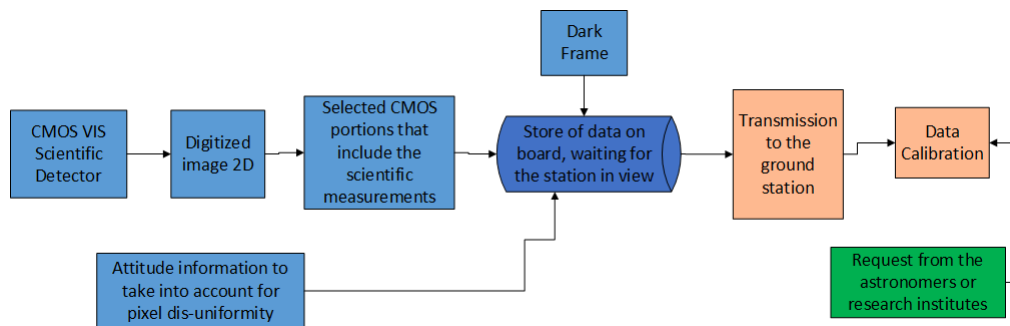 Dark
Frame
CMOS VIS
Scientific
Detector
Digitized
image 2D
Selected CMOS
portions that
include the
scientific
measurements
Store of data on
board, waiting for
the station in view
Transmission
to the
ground
station
Data
Calibration
Attitude information to
take into account for
pixel dis-uniformity
Request from the
astronomers or
research institutes